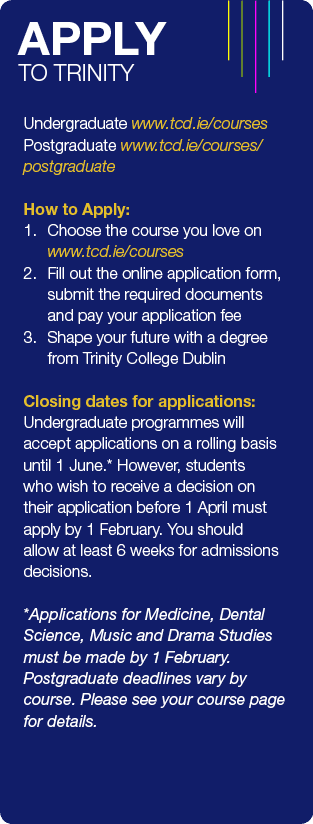 APPLY
TO TRINITY
Undergraduate www.tcd.ie/courses
Postgraduate www.tcd.ie/courses/
postgraduate
How to Apply:
1. Choose the course you love on
www.tcd.ie/courses
2. Fill out the online application form,
submit the required documents
and pay your application fee
3. Shape your future with a degree
from Trinity College Dublin
Closing dates for applications:
Undergraduate programmes will
accept applications on a rolling basis
until 1 June.* However, students
who wish to receive a decision on
their application before 1 April must
apply by 1 February. You should
allow at least 6 weeks for admissions
decisions.
*Applications for Medicine, Dental
Science, Music and Drama Studies
must be made by 1 February.
Postgraduate deadlines vary by
course. Please see your course page
for details.